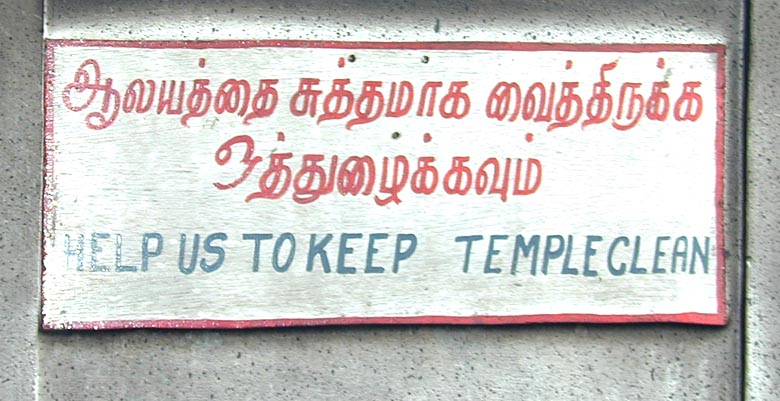 ஆலயத்தை சுத்தமாக வைத்திருக்க
ஒத்துழைக்கவும்
HELP US TO KEEP TEMPLE CLEAN